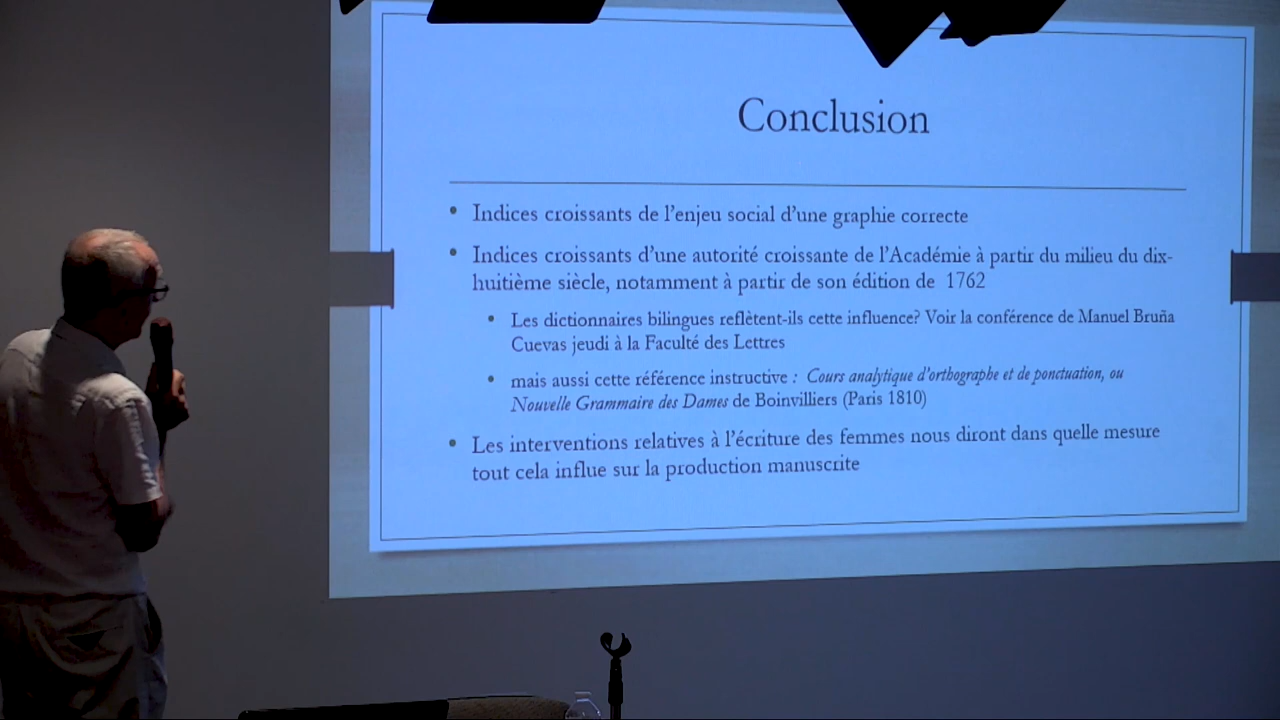 Conclusion
• Indices croissants de l'enjeu social d'une graphie correcte
• Indices croissants d'une autorité croissante de l'Académie à partir du milieu du dix-
huitième siècle, notamment à partir de son édition de 1762
• Les dictionnaires bilingues reflètent-ils cette influence? Voir la conférence de Manuel Bruña
Cuevas jeudi à la Faculté des Lettres
• mais aussi cette référence instructive : Cours analytique d'orthographe et de ponctuation, ou
Nouvelle Grammaire des Dames de Boinvilliers (Paris 1810)
• Les interventions relatives à l'écriture des femmes nous diront dans quelle mesure
tout cela influe sur la production manuscrite